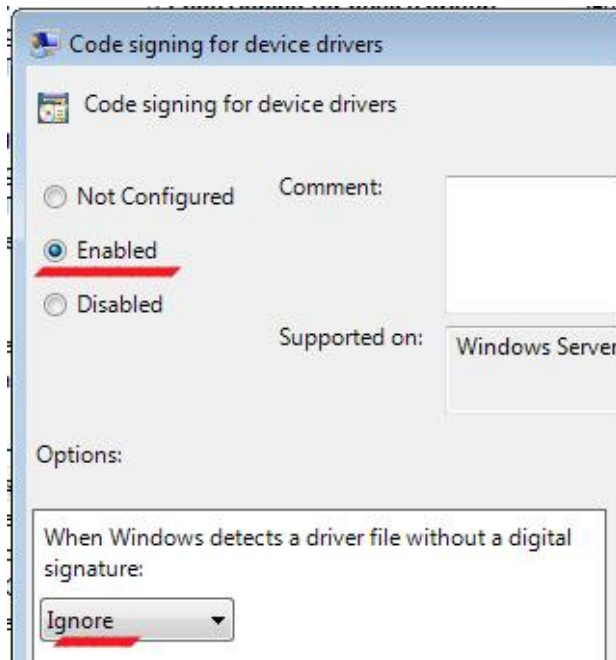 Code signing for device drivers
Code signing for device drivers
Not Configured
Comment:
Enabled
Disabled
Supported on:
Windows Server
Options:
When Windows detects a driver file without a digital
signature:
Ignore